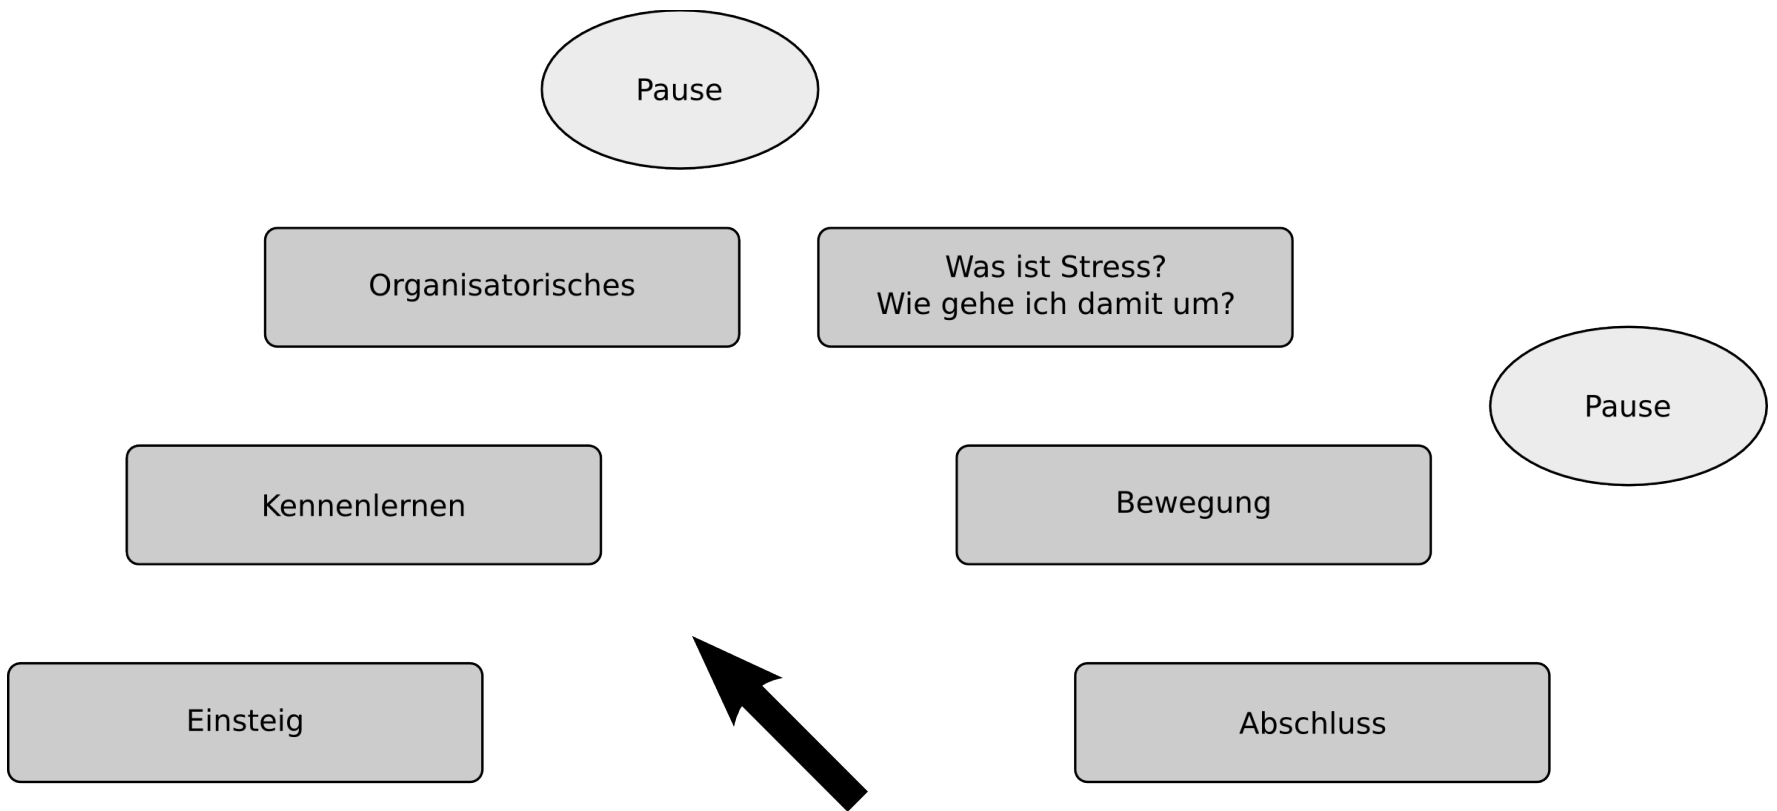 Pause
Organisatorisches
Was ist Stress?
Wie gehe ich damit um?
Pause
Kennenlernen
Bewegung
Einsteig
Abschluss